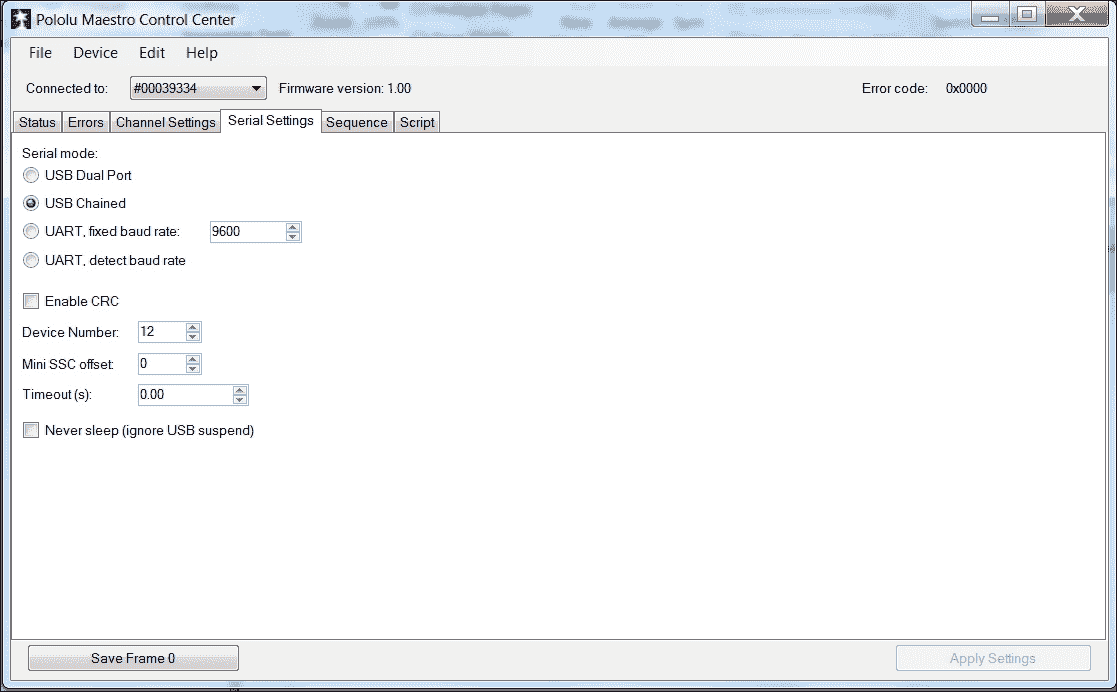 Pololu Maestro Control Center
File Device Edit Help
Connected to: #00039334 Firmware version: 1.00 Error code: 0x0000
Status Errors Channel Settings Serial Settings Sequence Script
Serial mode:
USB Dual Port
USB Chained
UART, fixed baud rate: 9600
UART, detect baud rate
Enable CRC
Device Number: 12
Mini SSC offset: 0
Timeout (s): 0.00
Never sleep (ignore USB suspend)
Save Frame 0 Apply Settings